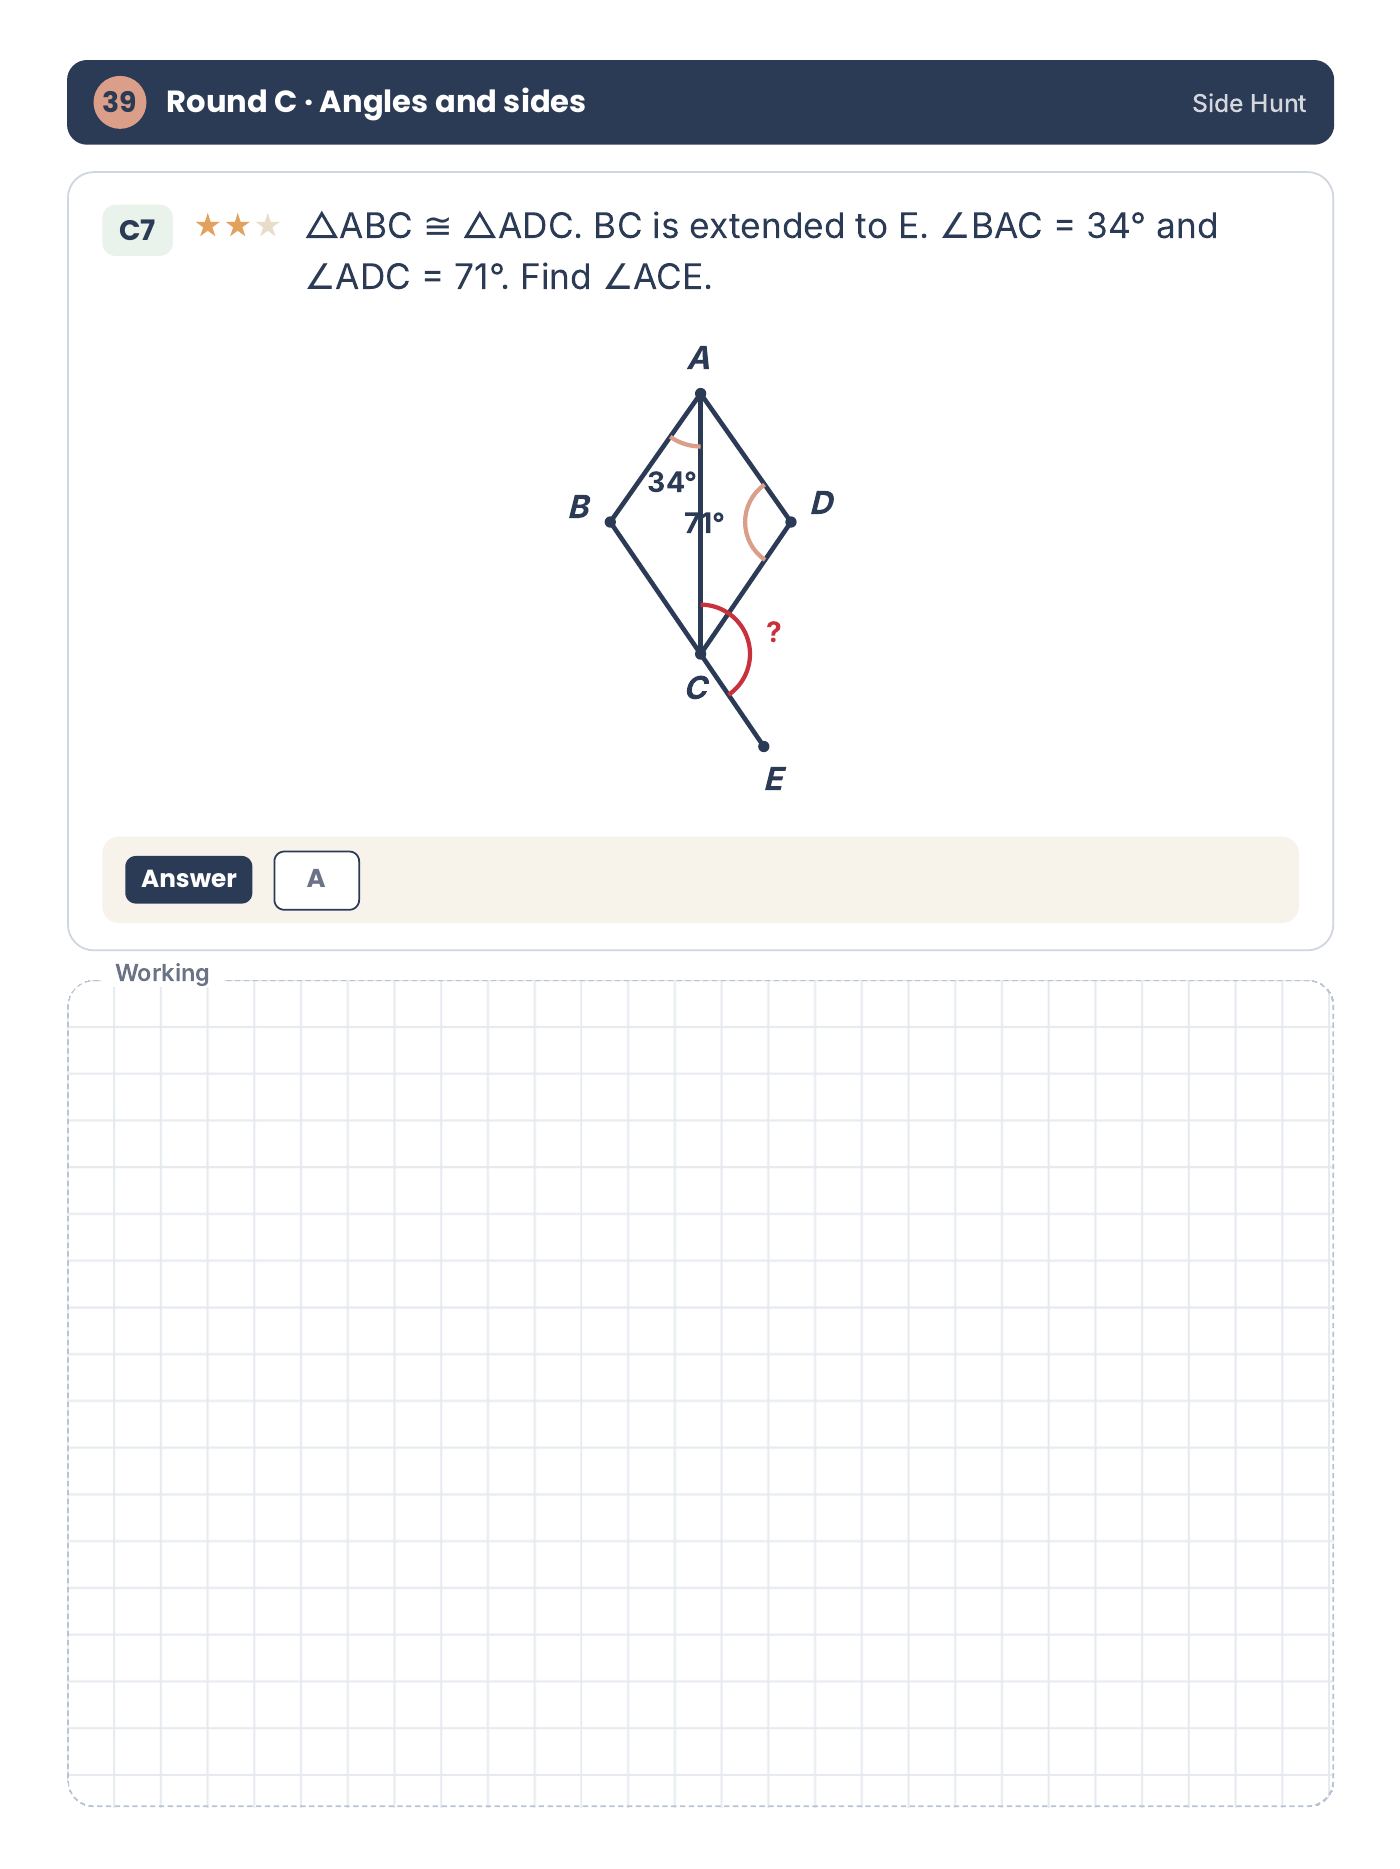 39 Round C · Angles and sides Side Hunt
C7 ★★★ △ABC ≅ △ADC. BC is extended to E. ∠BAC = 34° and
∠ADC = 71°. Find ∠ACE.
A
34°
B
71°
D
?
C
E
Answer A
Working